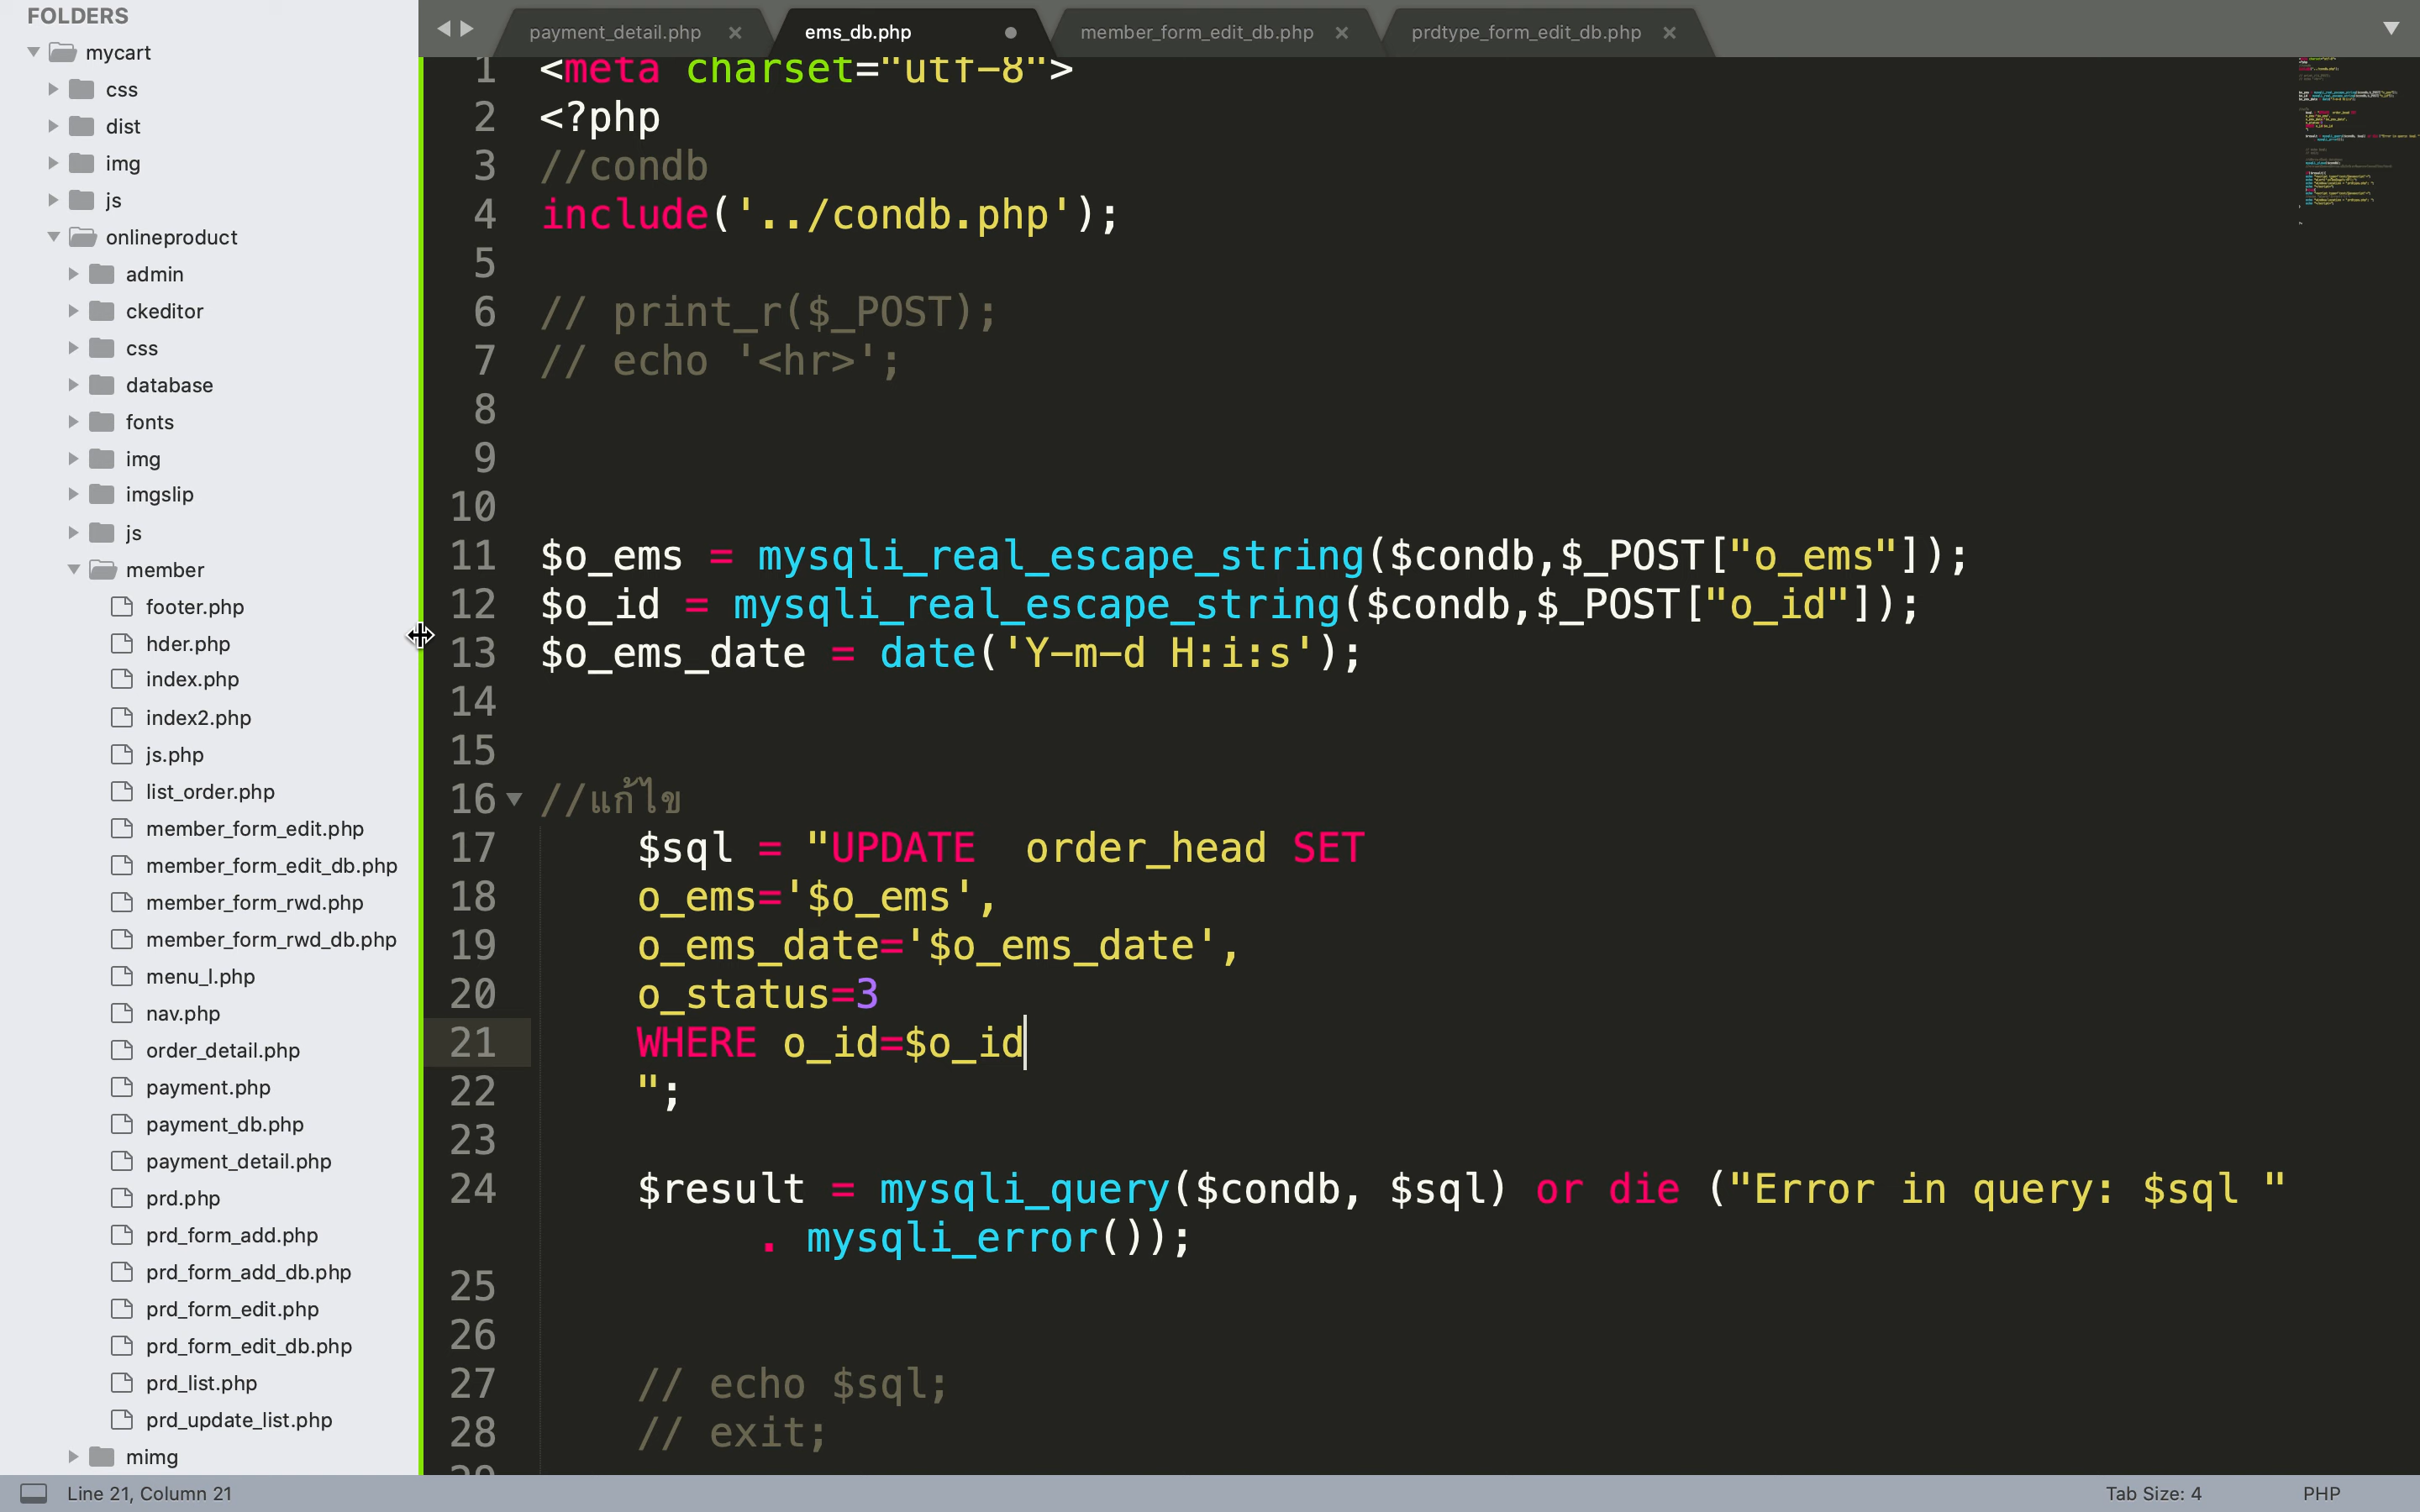 FOLDERS
mycart
css
dist
img
js
onlineproduct
admin
ckeditor
css
database
fonts
img
imgslip
js
member
footer.php
hder.php
index.php
index2.php
js.php
list_order.php
member_form_edit.php
member_form_edit_db.php
member_form_rwd.php
member_form_rwd_db.php
menu_l.php
nav.php
order_detail.php
payment.php
payment_db.php
payment_detail.php
prd.php
prd_form_add.php
prd_form_add_db.php
prd_form_edit.php
prd_form_edit_db.php
prd_list.php
prd_update_list.php
mimg
payment_detail.php ems_db.php member_form_edit_db.php prdtype_form_edit_db.php
1 <meta charset="utf-8">
2 <?php
3 //condb
4 include('../condb.php');
5
6 // print_r($_POST);
7 // echo '<hr>';
8
9
10
11 $o_ems = mysqli_real_escape_string($condb,$_POST["o_ems"]);
12 $o_id = mysqli_real_escape_string($condb,$_POST["o_id"]);
13 $o_ems_date = date('Y-m-d H:i:s');
14
15
16 //แก้ไข
17 $sql = "UPDATE  order_head SET
18 o_ems='$o_ems',
19 o_ems_date='$o_ems_date',
20 o_status=3
21 WHERE o_id=$o_id
22 ";
23
24 $result = mysqli_query($condb, $sql) or die ("Error in query: $sql "
. mysqli_error());
25
26
27 // echo $sql;
28 // exit;
29
Line 21, Column 21 Tab Size: 4 PHP